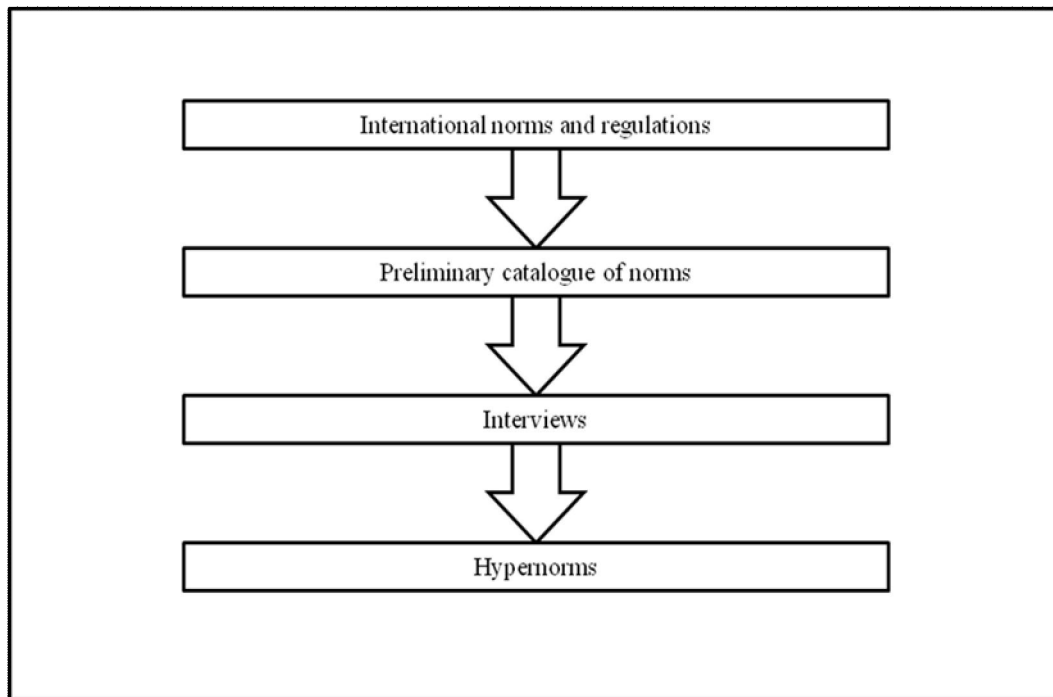 International norms and regulations
Preliminary catalogue of norms
Interviews
Hypernorms